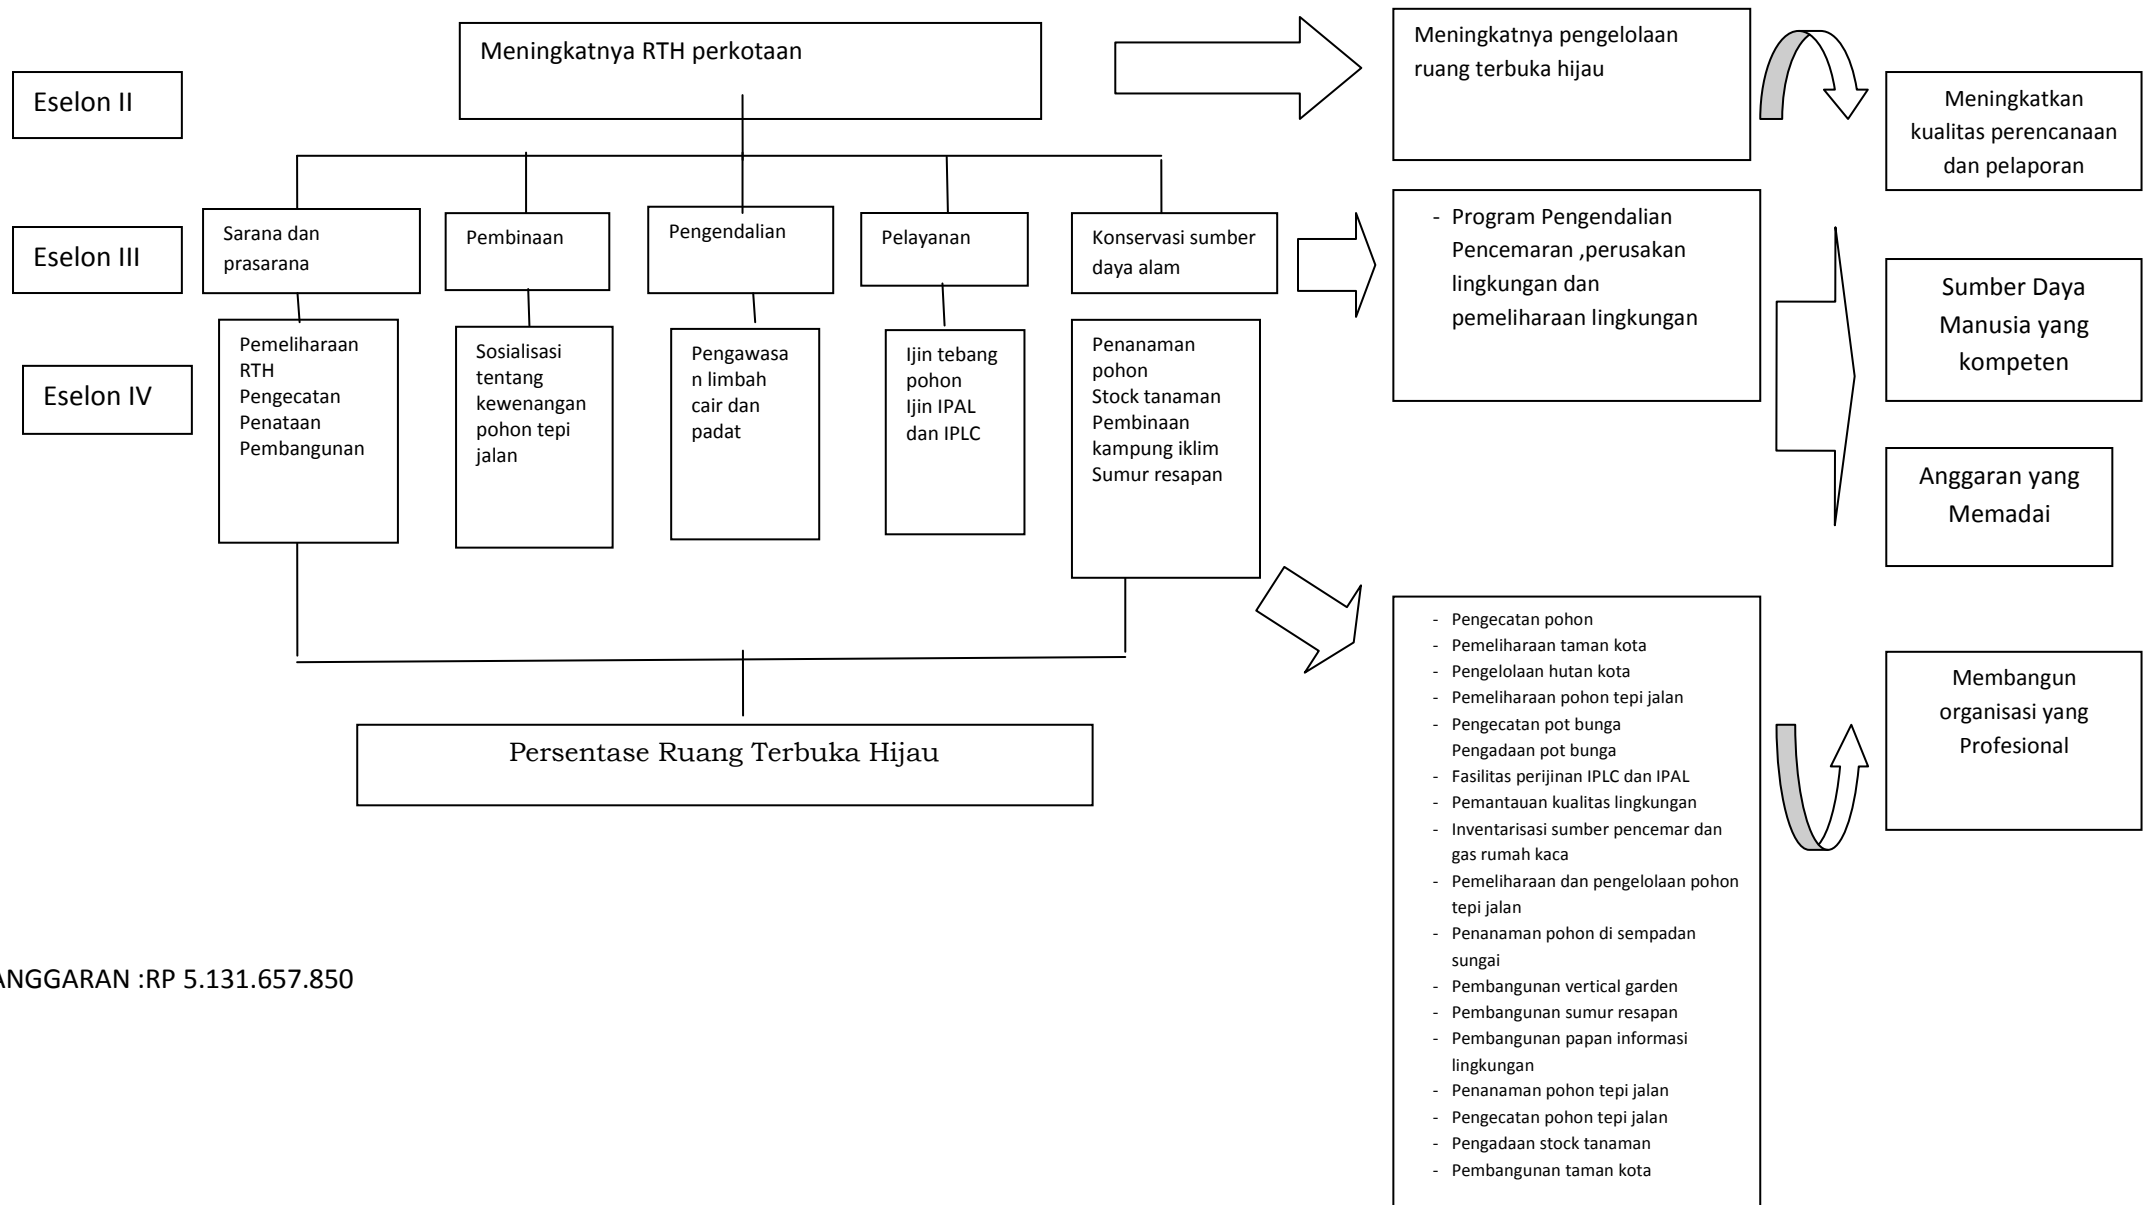 Eselon II
Meningkatnya RTH perkotaan
Meningkatnya pengelolaan
ruang terbuka hijau
Meningkatkan
kualitas perencanaan
dan pelaporan
Eselon III
Sarana dan
prasarana
Pembinaan
Pengendalian
Pelayanan
Konservasi sumber
daya alam
- Program Pengendalian
Pencemaran ,perusakan
lingkungan dan
pemeliharaan lingkungan
Sumber Daya
Manusia yang
kompeten
Eselon IV
Pemeliharaan
RTH
Pengecatan
Penataan
Pembangunan
Sosialisasi
tentang
kewenangan
pohon tepi
jalan
Pengawasa
n limbah
cair dan
padat
Ijin tebang
pohon
Ijin IPAL
dan IPLC
Penanaman
pohon
Stock tanaman
Pembinaan
kampung iklim
Sumur resapan
Anggaran yang
Memadai
Persentase Ruang Terbuka Hijau
- Pengecatan pohon
- Pemeliharaan taman kota
- Pengelolaan hutan kota
- Pemeliharaan pohon tepi jalan
- Pengecatan pot bunga
Pengadaan pot bunga
- Fasilitas perijinan IPLC dan IPAL
- Pemantauan kualitas lingkungan
- Inventarisasi sumber pencemar dan
gas rumah kaca
- Pemeliharaan dan pengelolaan pohon
tepi jalan
- Penanaman pohon di sempadan
sungai
- Pembangunan vertical garden
- Pembangunan sumur resapan
- Pembangunan papan informasi
lingkungan
- Penanaman pohon tepi jalan
- Pengecatan pohon tepi jalan
- Pengadaan stock tanaman
- Pembangunan taman kota
Membangun
organisasi yang
Profesional
ANGGARAN :RP 5.131.657.850